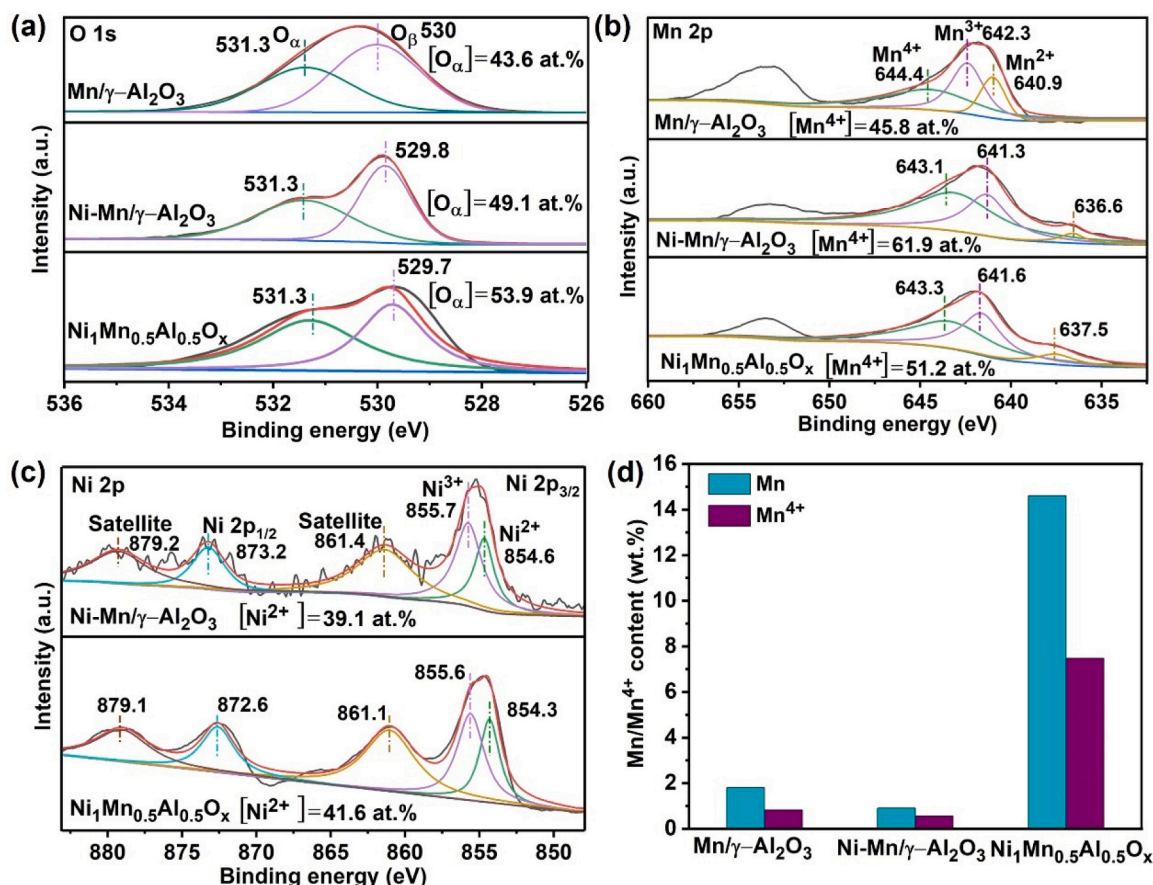 (a)
O 1s
531.3 Oα
Oβ 530
[Oα]=43.6 at.%
Mn/γ−Al2O3
531.3
529.8
[Oα]=49.1 at.%
Ni-Mn/γ−Al2O3
531.3
529.7
[Oα]=53.9 at.%
Ni1Mn0.5Al0.5Ox
536 534 532 530 528 526
Binding energy (eV)
Intensity (a.u.)
(b)
Mn 2p
Mn3+ 642.3
Mn4+
644.4
Mn2+
640.9
Mn/γ−Al2O3 [Mn4+]=45.8 at.%
643.1
641.3
636.6
Ni-Mn/γ−Al2O3 [Mn4+]=61.9 at.%
643.3
641.6
637.5
Ni1Mn0.5Al0.5Ox [Mn4+]=51.2 at.%
660 655 650 645 640 635
Binding energy (eV)
Intensity (a.u.)
(c)
Ni 2p
Satellite
879.2
Ni 2p1/2
873.2
Satellite
861.4
Ni3+
855.7
Ni 2p3/2
Ni2+
854.6
Ni-Mn/γ−Al2O3 [Ni2+]=39.1 at.%
879.1
872.6
861.1
855.6
854.3
Ni1Mn0.5Al0.5Ox [Ni2+]=41.6 at.%
880 875 870 865 860 855 850
Binding energy (eV)
Intensity (a.u.)
(d)
Mn
Mn4+
16
14
12
10
8
6
4
2
0
Mn/Mn4+ content (wt.%)
Mn/γ−Al2O3 Ni-Mn/γ−Al2O3 Ni1Mn0.5Al0.5Ox